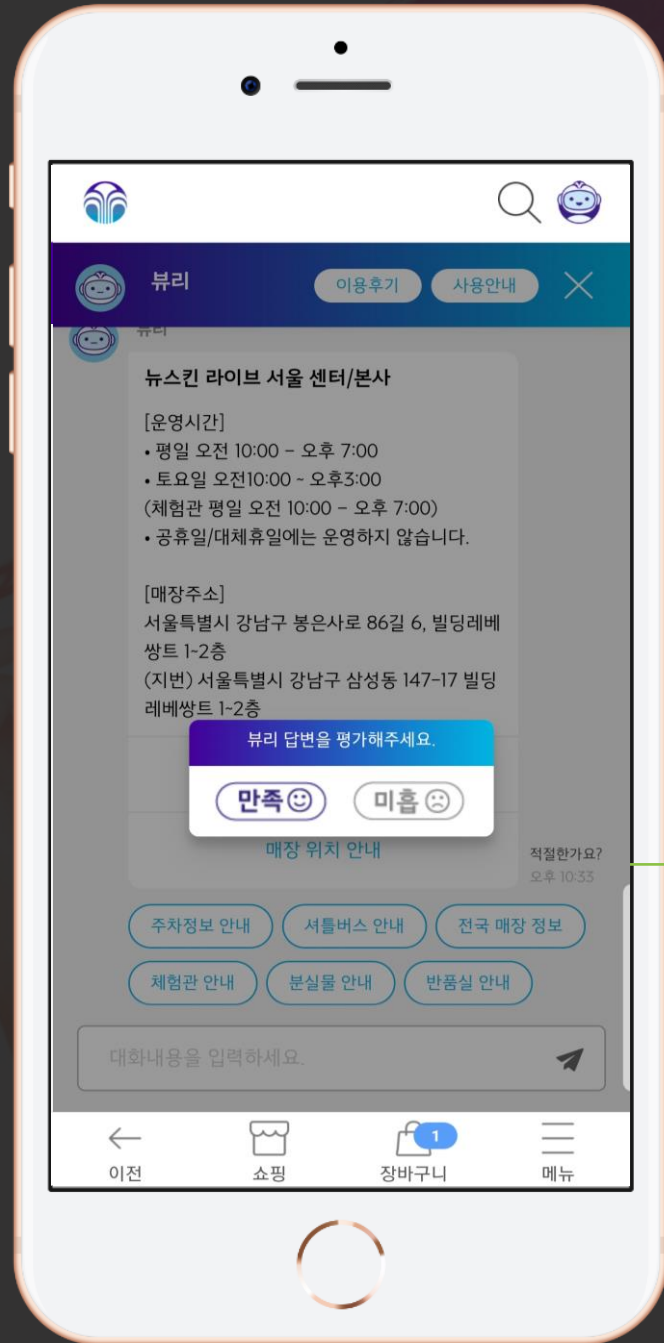 뷰리
이용후기
사용안내
뷰리
뉴스킨 라이브 서울 센터/본사
[운영시간]
• 평일 오전 10:00 – 오후 7:00
• 토요일 오전10:00 ~ 오후3:00
(체험관 평일 오전 10:00 – 오후 7:00)
• 공휴일/대체휴일에는 운영하지 않습니다.
[매장주소]
서울특별시 강남구 봉은사로 86길 6, 빌딩레베
쌍트 1~2층
(지번) 서울특별시 강남구 삼성동 147-17 빌딩
레베쌍트 1~2층
뷰리 답변을 평가해주세요.
만족
미흡
매장 위치 안내
적절한가요?
오후 10:33
주차정보 안내
셔틀버스 안내
전국 매장 정보
체험관 안내
분실물 안내
반품실 안내
대화내용을 입력하세요.
1
이전
쇼핑
장바구니
메뉴